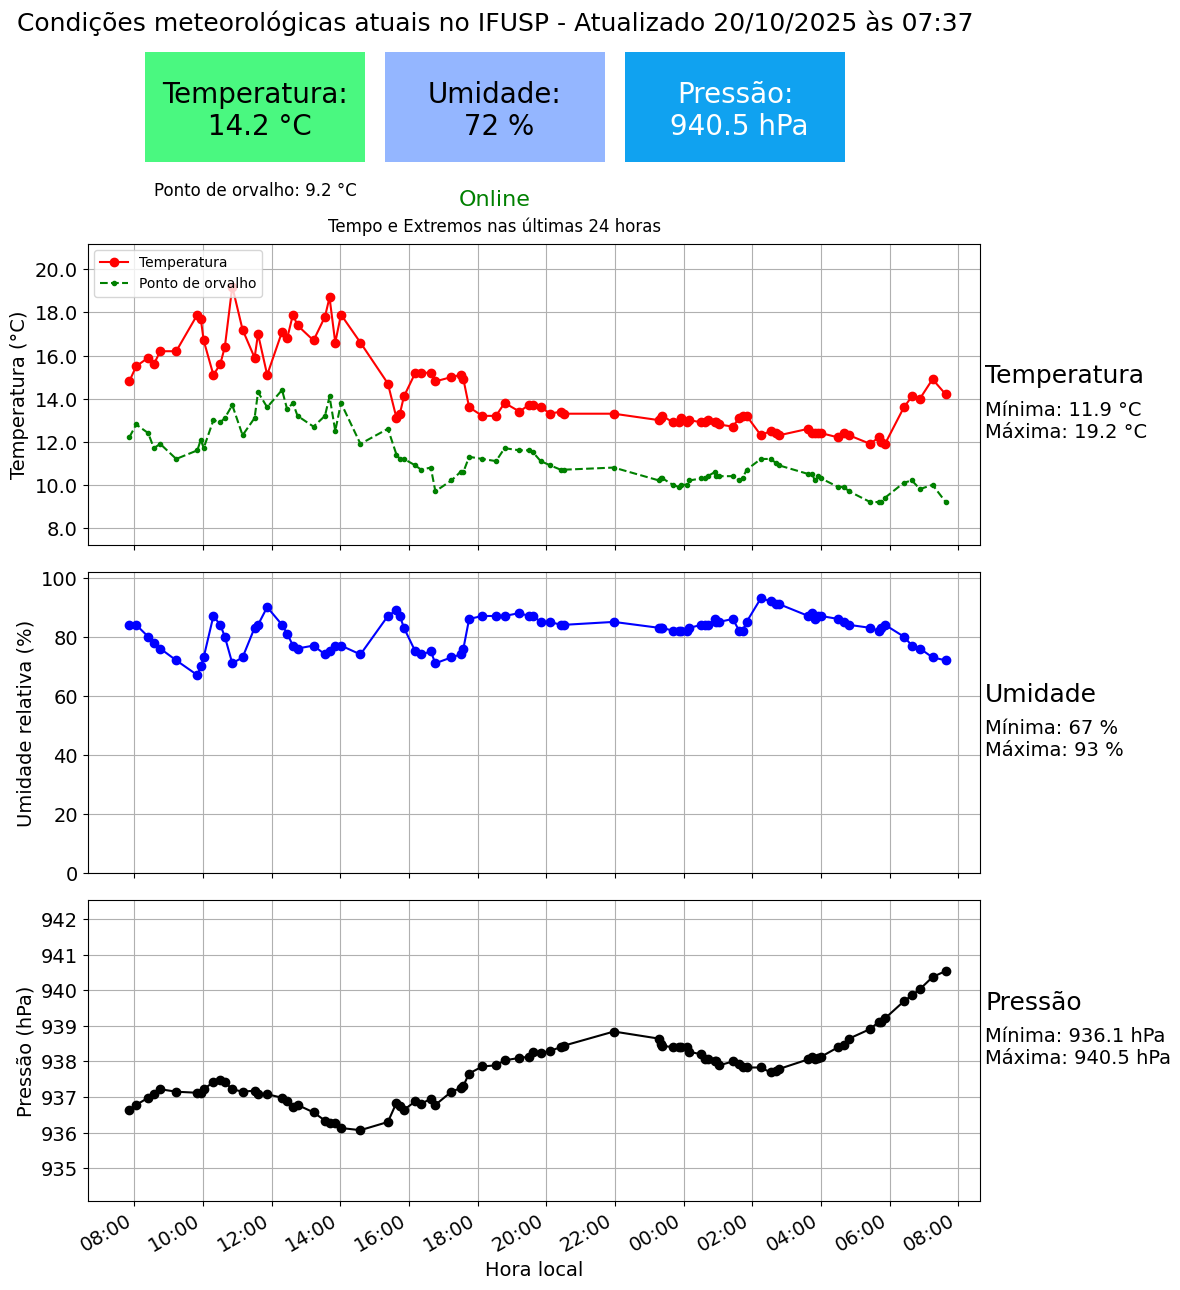 Condições meteorológicas atuais no IFUSP - Atualizado 20/10/2025 às 07:37
Temperatura:
14.2 °C
Umidade:
72 %
Pressão:
940.5 hPa
Ponto de orvalho: 9.2 °C
Online
Tempo e Extremos nas últimas 24 horas
Temperatura
Ponto de orvalho
Temperatura (°C)
20.0
18.0
16.0
14.0
12.0
10.0
8.0
Temperatura
Mínima: 11.9 °C
Máxima: 19.2 °C
Umidade relativa (%)
100
80
60
40
20
0
Umidade
Mínima: 67 %
Máxima: 93 %
Pressão (hPa)
942
941
940
939
938
937
936
935
Pressão
Mínima: 936.1 hPa
Máxima: 940.5 hPa
08:00 10:00 12:00 14:00 16:00 18:00 20:00 22:00 00:00 02:00 04:00 06:00 08:00
Hora local